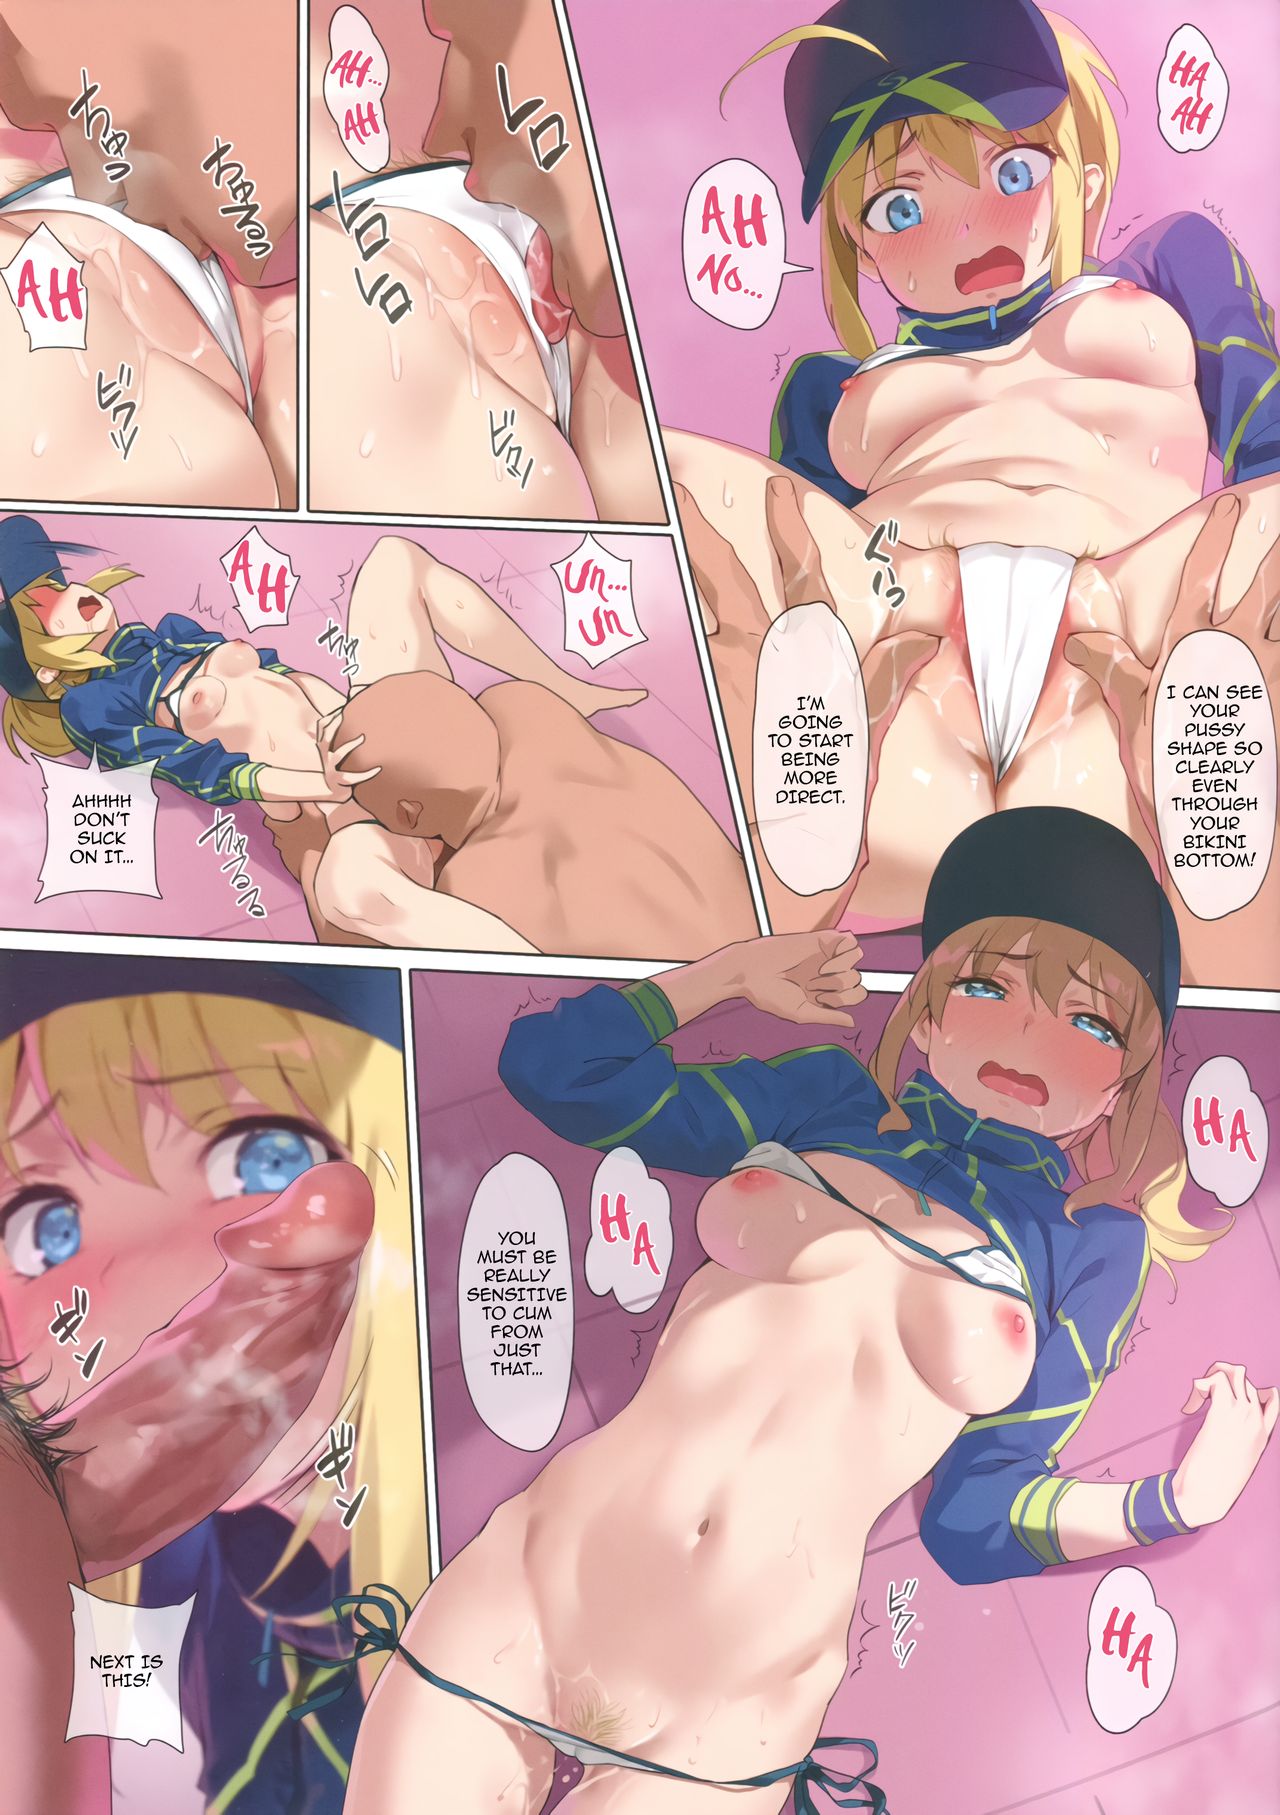 HA
AH
AH
NO...
I CAN SEE
YOUR
PUSSY
SHAPE SO
CLEARLY
EVEN
THROUGH
YOUR
BIKINI
BOTTOM!
I'M
GOING
TO START
BEING
MORE
DIRECT.
ぐいっ
AH...
AH
レロ
レロ
レロ
ビクン
ちゅっ
ちゅるっ
AH
ビクッ
Un...
Un
AH
ちゅっ
AHHHH
DON'T
SUCK
ON IT...
ちゅるる
HA
HA
HA
YOU
MUST BE
REALLY
SENSITIVE
TO CUM
FROM
JUST
THAT...
ビクッ
ギン
ギン
NEXT IS
THIS!